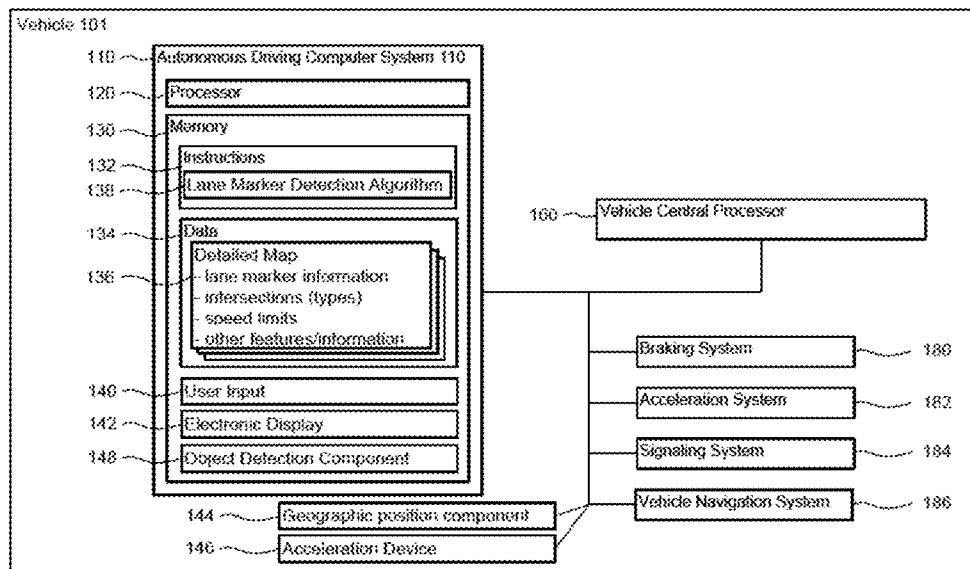 Vehicle 101
110
Autonomous Driving Computer System 110
120
Processor
130
Memory
132
Instructions
138
Lane Marker Detection Algorithm
134
Data
136
Detailed Map
- lane marker information
- intersections (types)
- speed limits
- other features/information
140
User Input
142
Electronic Display
148
Object Detection Component
144
Geographic position component
146
Acceleration Device
160
Vehicle Central Processor
Braking System
180
Acceleration System
182
Signaling System
184
Vehicle Navigation System
186